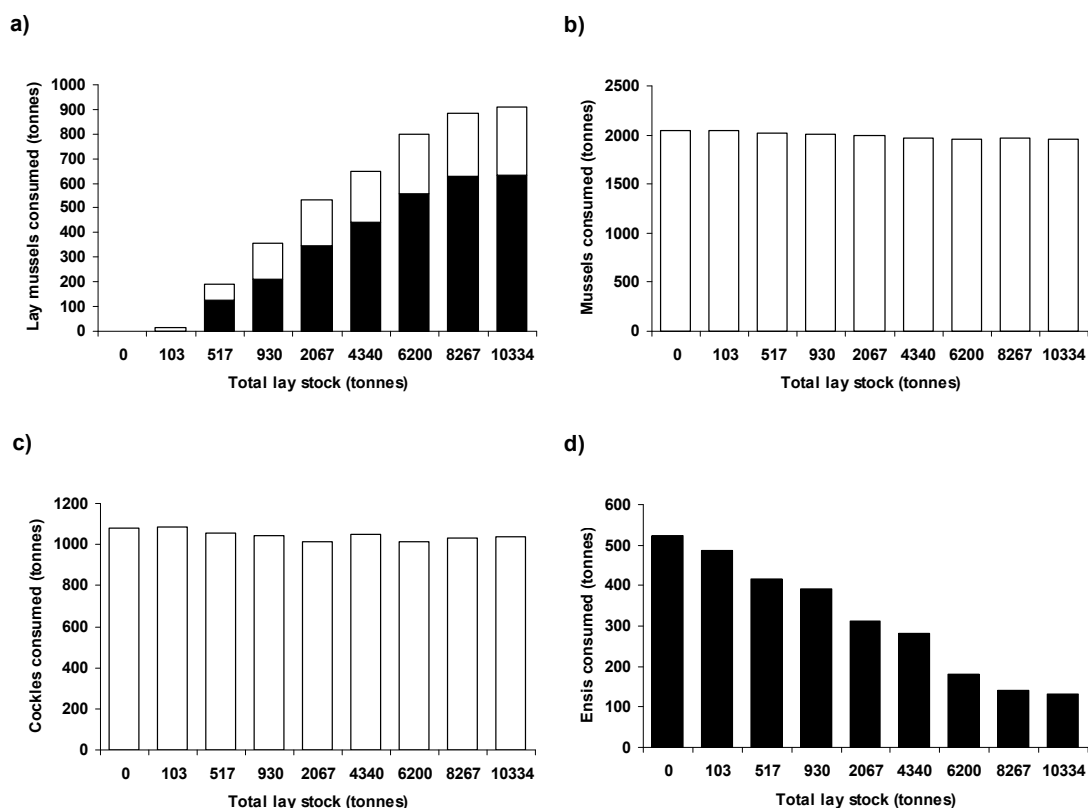 a)
Lay mussels consumed (tonnes)
1000
900
800
700
600
500
400
300
200
100
0
0 103 517 930 2067 4340 6200 8267 10334
Total lay stock (tonnes)
b)
Mussels consumed (tonnes)
2500
2000
1500
1000
500
0
0 103 517 930 2067 4340 6200 8267 10334
Total lay stock (tonnes)
c)
Cockles consumed (tonnes)
1200
1000
800
600
400
200
0
0 103 517 930 2067 4340 6200 8267 10334
Total lay stock (tonnes)
d)
Ensis consumed (tonnes)
600
500
400
300
200
100
0
0 103 517 930 2067 4340 6200 8267 10334
Total lay stock (tonnes)